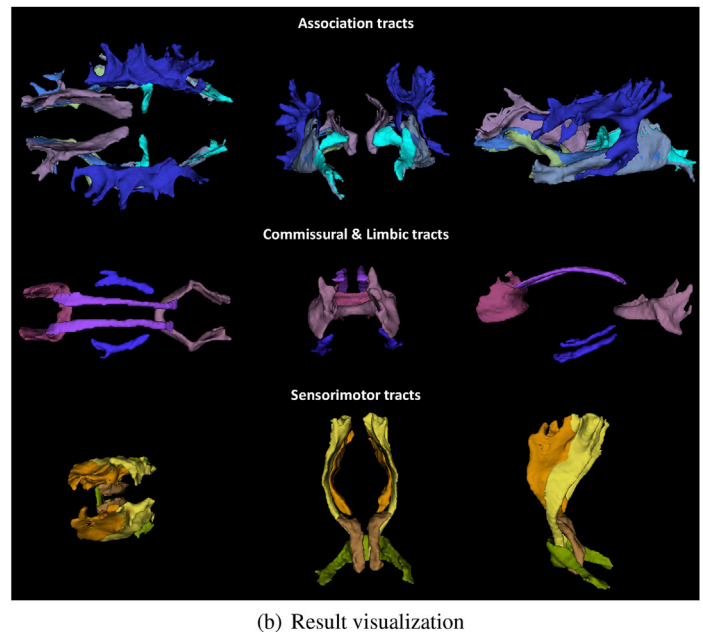 Association tracts
Commissural & Limbic tracts
Sensorimotor tracts
(b) Result visualization